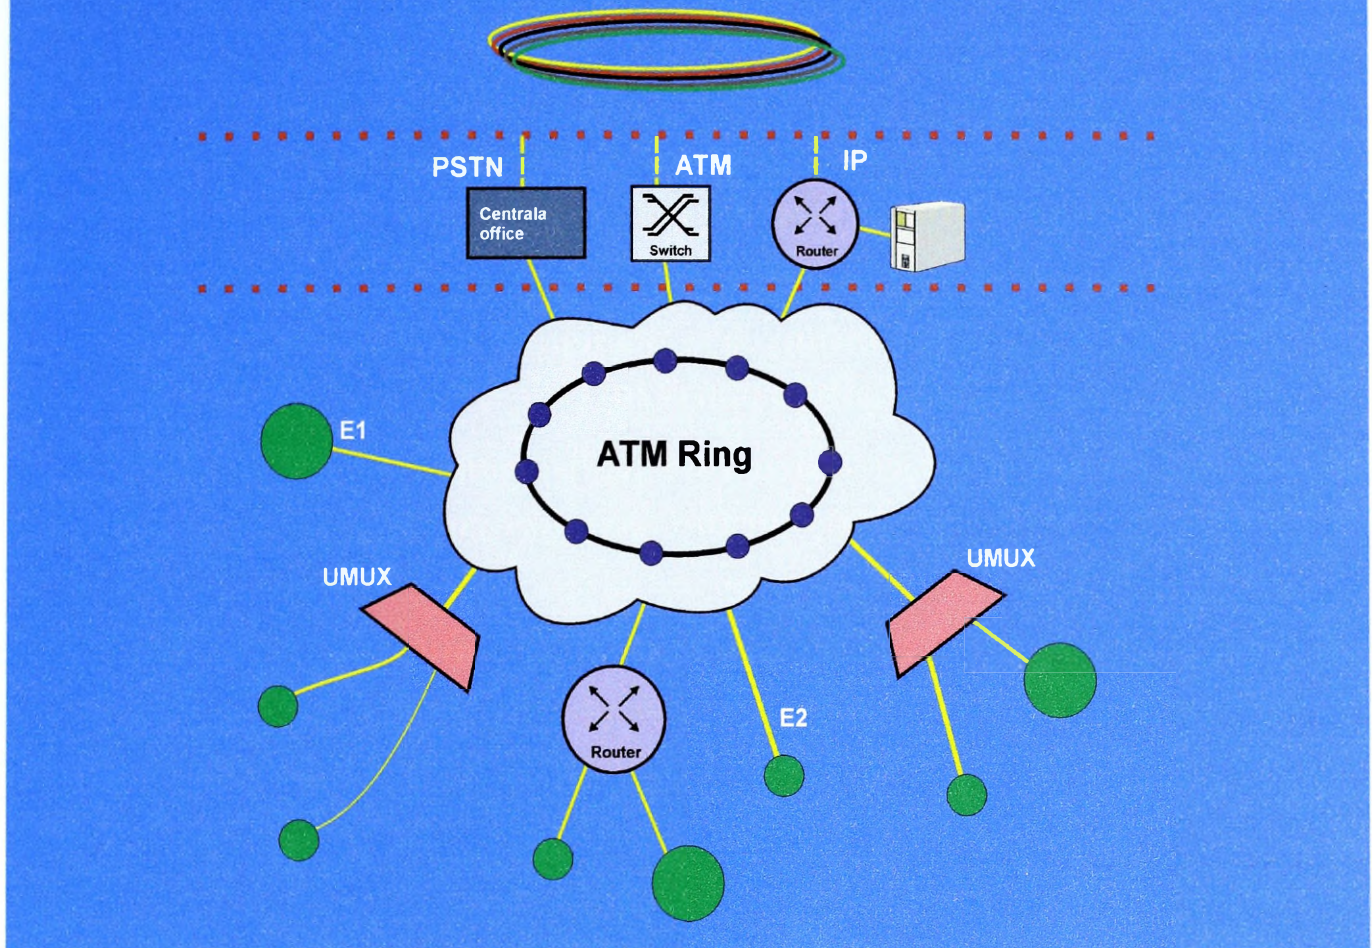 PSTN
ATM
IP
Centrala
office
Switch
Router
E1
ATM Ring
UMUX
UMUX
E2
Router